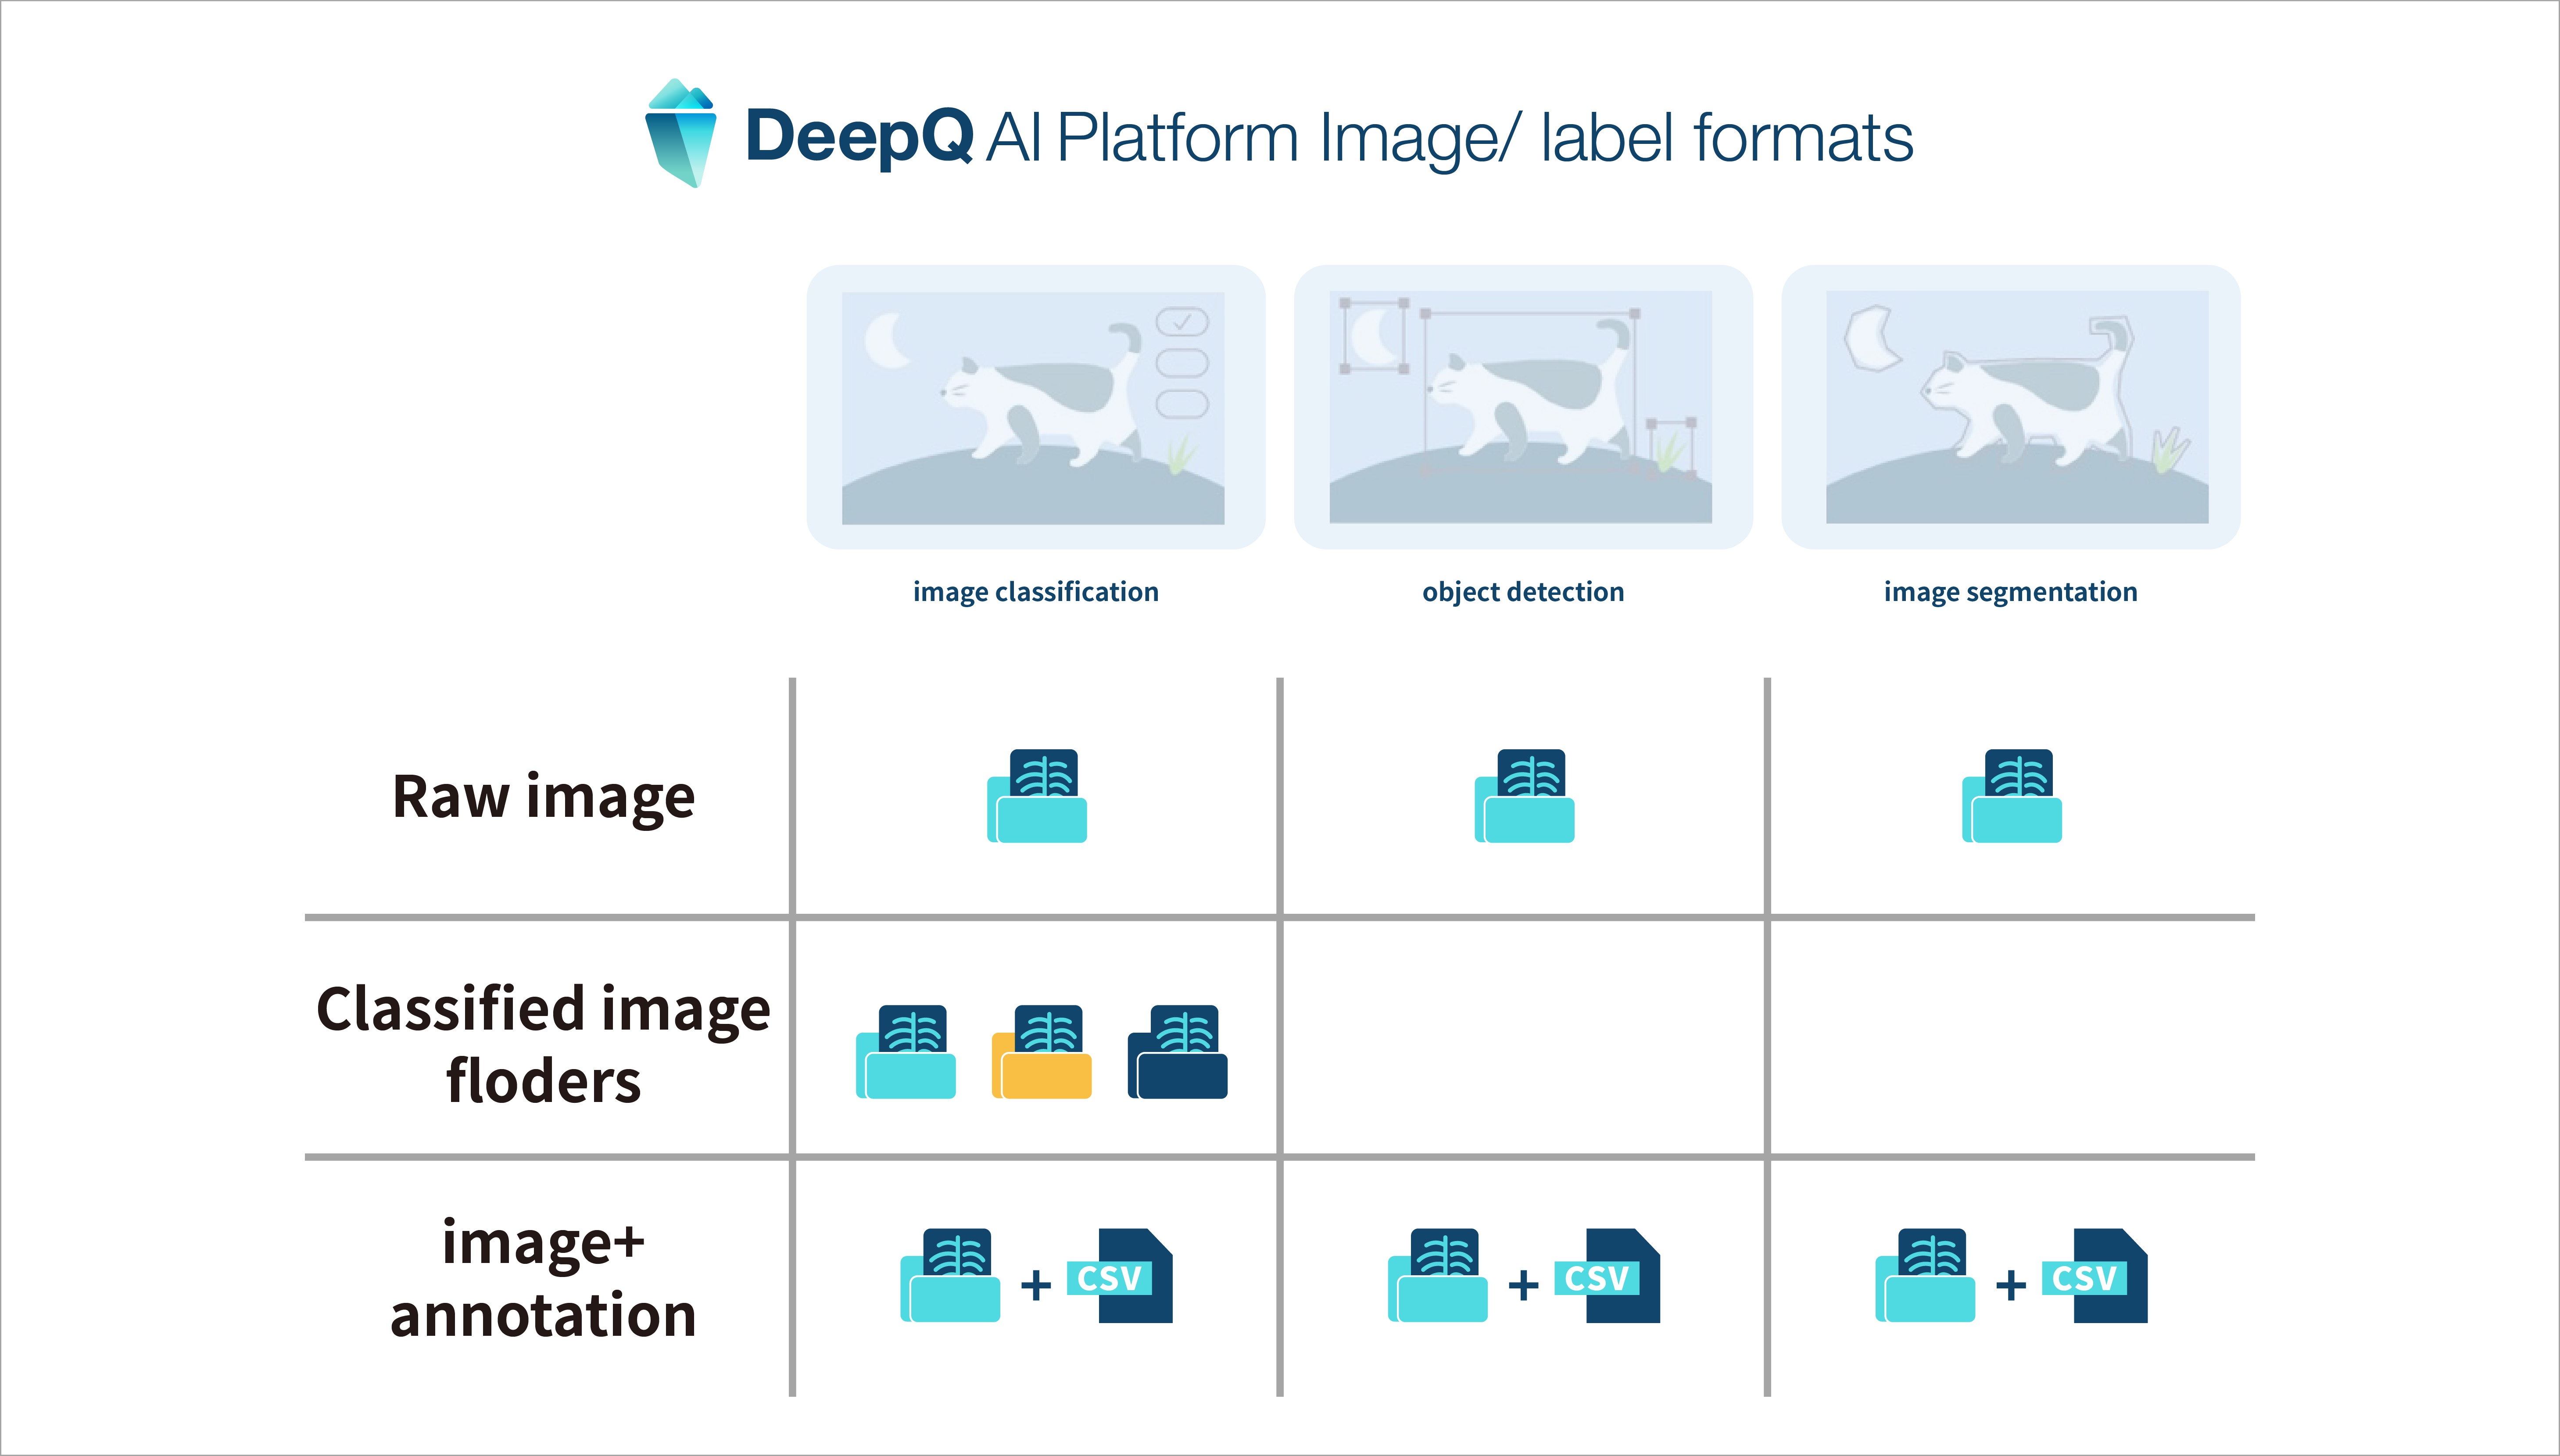 DeepQ AI Platform Image/ label formats
image classification
object detection
image segmentation
Raw image
Classified image
floders
image+
annotation
+ CSV
+ CSV
+ CSV